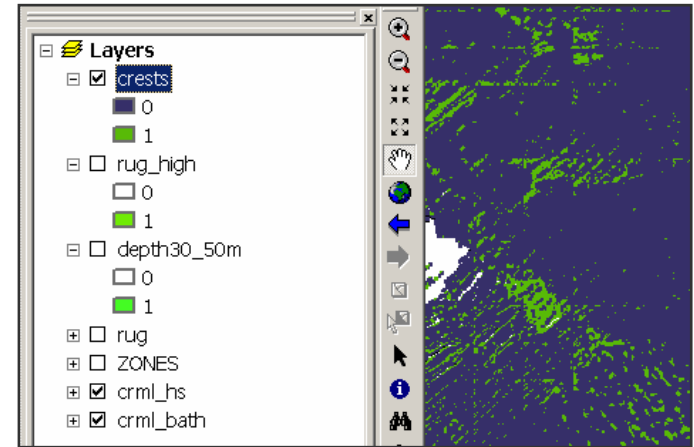 Layers
crests
0
1
rug_high
0
1
depth30_50m
0
1
rug
ZONES
crml_hs
crml_bath